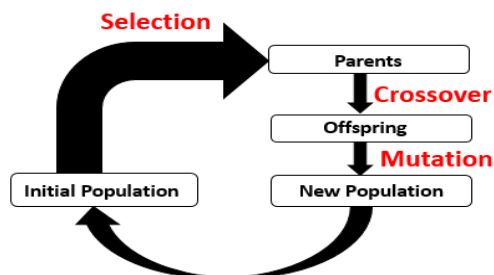 Selection
Parents
Crossover
Offspring
Mutation
Initial Population
New Population